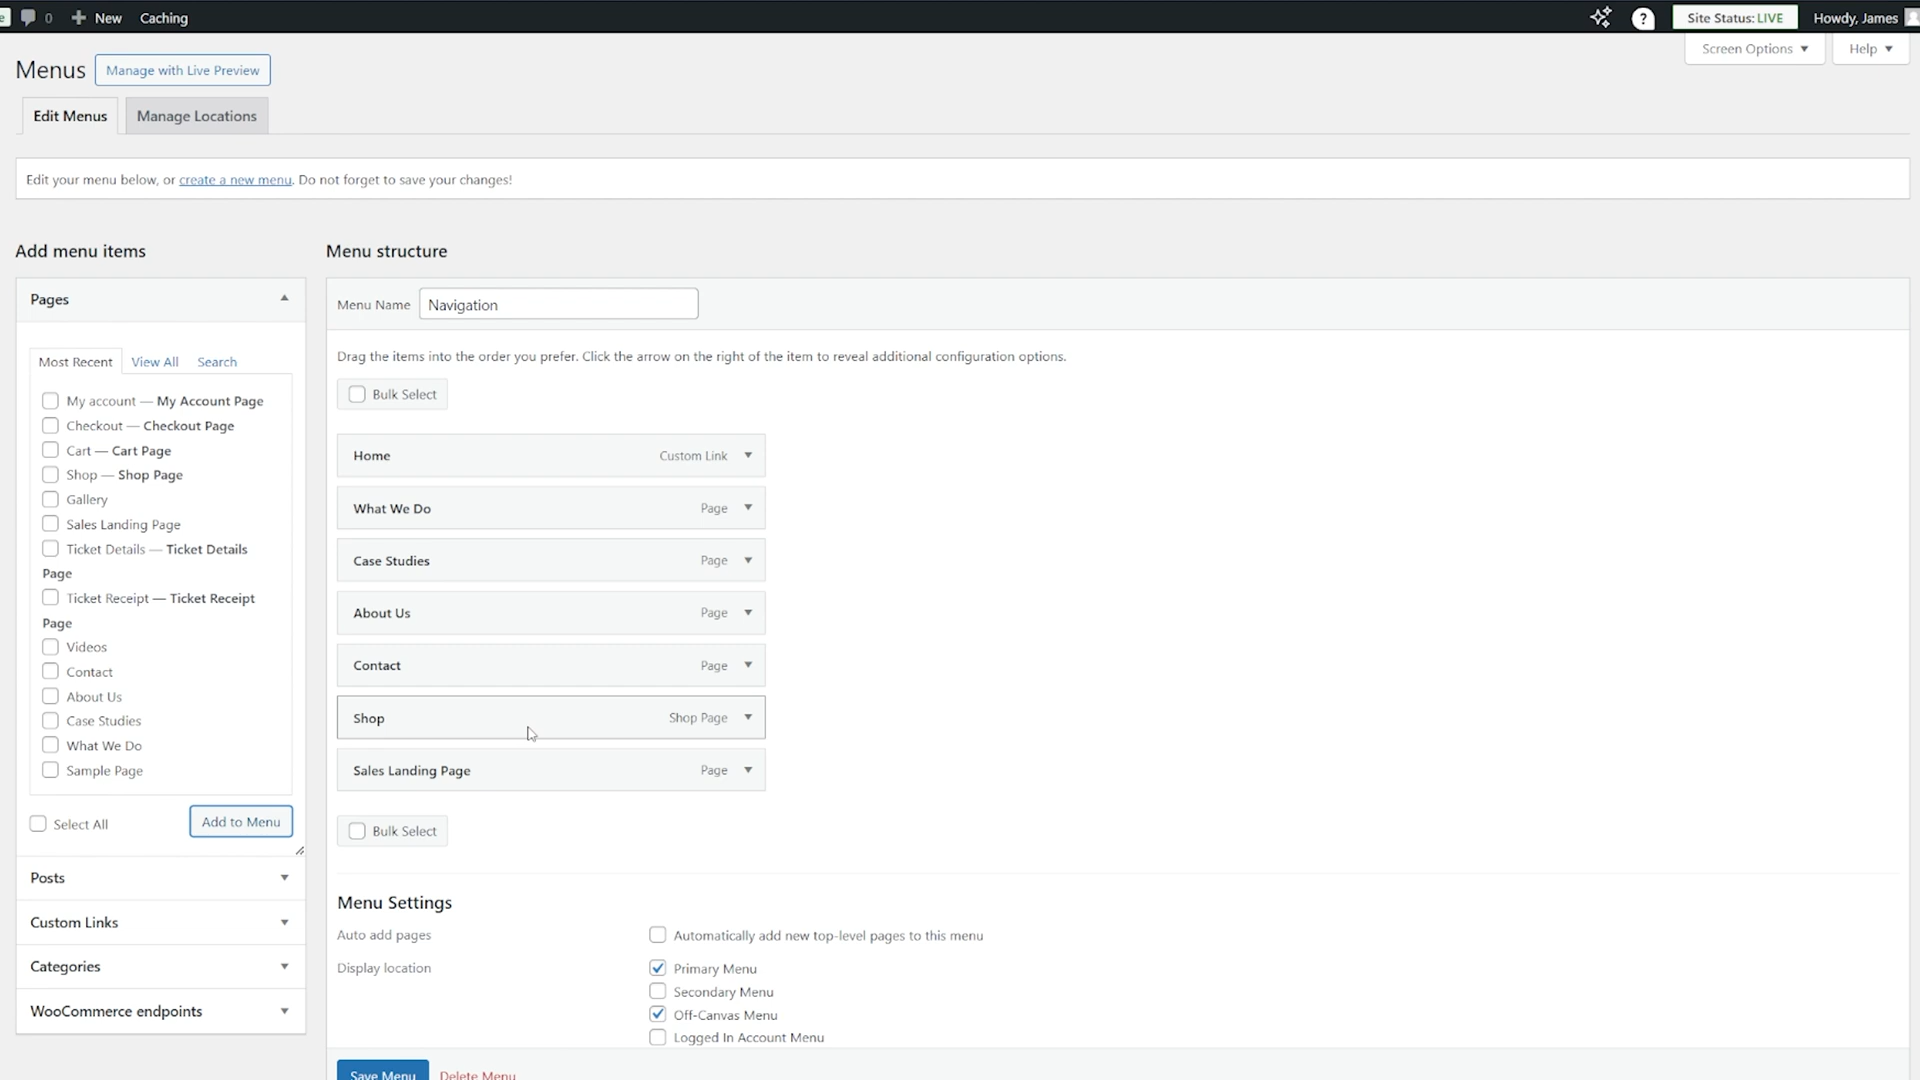 0 New Caching Site Status: LIVE Howdy, James
Screen Options Help
Menus Manage with Live Preview
Edit Menus Manage Locations
Edit your menu below, or create a new menu. Do not forget to save your changes!
Add menu items
Pages
Most Recent View All Search
My account — My Account Page
Checkout — Checkout Page
Cart — Cart Page
Shop — Shop Page
Gallery
Sales Landing Page
Ticket Details — Ticket Details
Page
Ticket Receipt — Ticket Receipt
Page
Videos
Contact
About Us
Case Studies
What We Do
Sample Page
Select All Add to Menu
Posts
Custom Links
Categories
WooCommerce endpoints
Menu structure
Menu Name Navigation
Drag the items into the order you prefer. Click the arrow on the right of the item to reveal additional configuration options.
Bulk Select
Home Custom Link
What We Do Page
Case Studies Page
About Us Page
Contact Page
Shop Shop Page
Sales Landing Page Page
Bulk Select
Menu Settings
Auto add pages Automatically add new top-level pages to this menu
Display location Primary Menu
Secondary Menu
Off-Canvas Menu
Logged In Account Menu
Save Menu Delete Menu